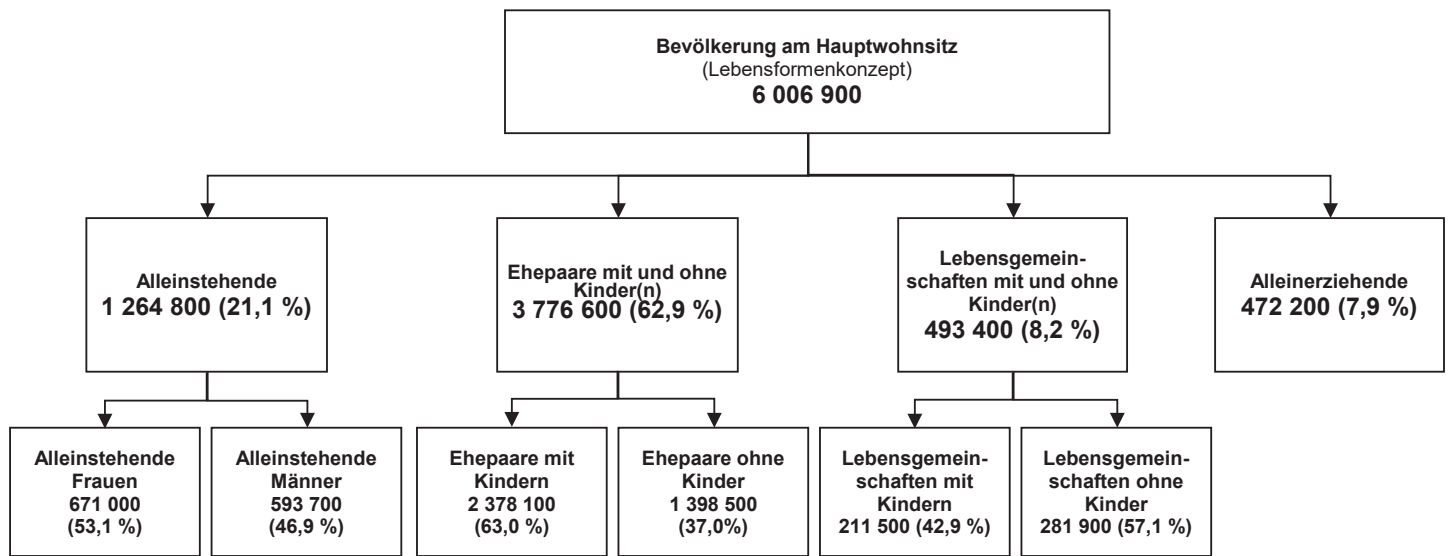 Bevölkerung am Hauptwohnsitz
(Lebensformenkonzept)
6 006 900
Alleinstehende
1 264 800 (21,1 %)
Ehepaare mit und ohne
Kinder(n)
3 776 600 (62,9 %)
Lebensgemein-
schaften mit und ohne
Kinder(n)
493 400 (8,2 %)
Alleinerziehende
472 200 (7,9 %)
Alleinstehende
Frauen
671 000
(53,1 %)
Alleinstehende
Männer
593 700
(46,9 %)
Ehepaare mit
Kindern
2 378 100
(63,0 %)
Ehepaare ohne
Kinder
1 398 500
(37,0%)
Lebensgemein-
schaften mit
Kindern
211 500 (42,9 %)
Lebensgemein-
schaften ohne
Kinder
281 900 (57,1 %)